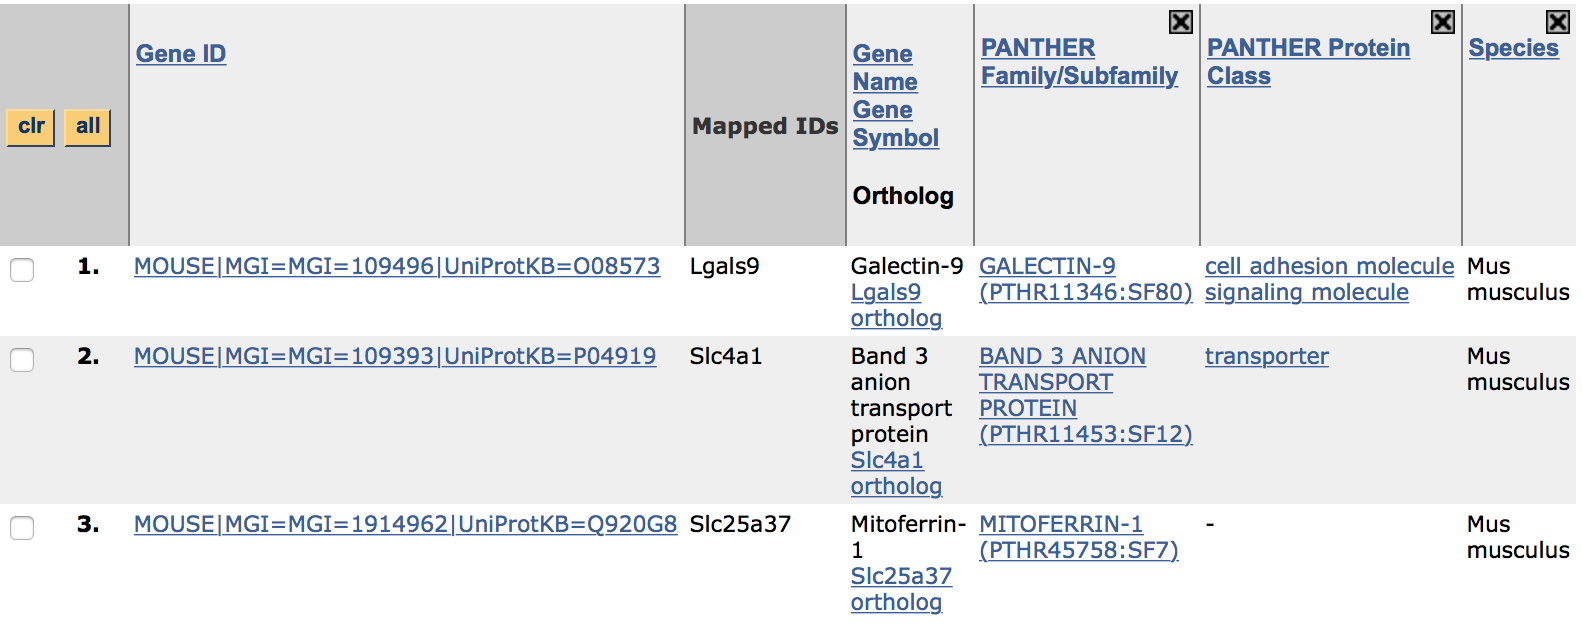 clr all
Gene ID
Mapped IDs
Gene
Name
Gene
Symbol
Ortholog
PANTHER
Family/Subfamily
PANTHER Protein
Class
Species
1. MOUSE|MGI=MGI=109496|UniProtKB=O08573
Lgals9
Galectin-9
Lgals9
ortholog
GALECTIN-9
(PTHR11346:SF80)
cell adhesion molecule
signaling molecule
Mus
musculus
2. MOUSE|MGI=MGI=109393|UniProtKB=P04919
Slc4a1
Band 3
anion
transport
protein
Slc4a1
ortholog
BAND 3 ANION
TRANSPORT
PROTEIN
(PTHR11453:SF12)
transporter
Mus
musculus
3. MOUSE|MGI=MGI=1914962|UniProtKB=Q920G8
Slc25a37
Mitoferrin-
1
Slc25a37
ortholog
MITOFERRIN-1
(PTHR45758:SF7)
-
Mus
musculus